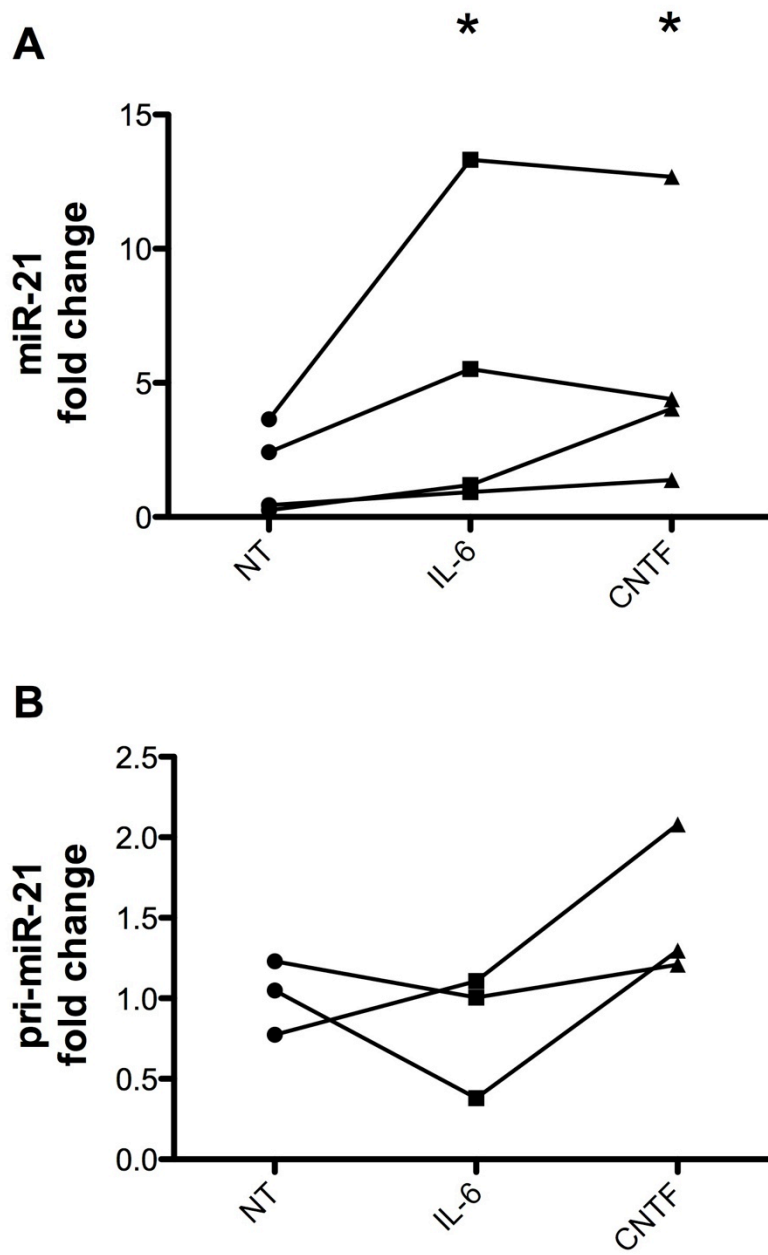 A
* *
miR-21
fold change
15
10
5
0
NT IL-6 CNTF
B
pri-miR-21
fold change
2.5
2.0
1.5
1.0
0.5
0.0
NT IL-6 CNTF